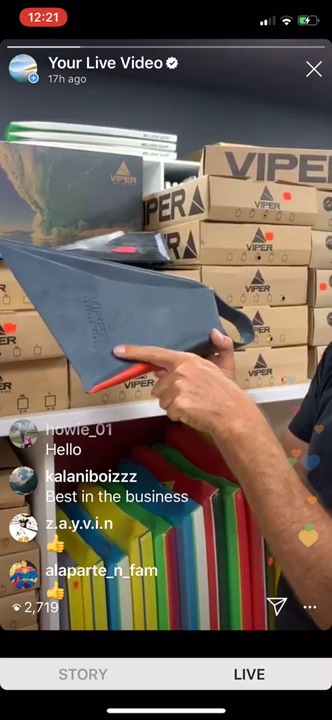 12:21
Your Live Video
17h ago
VIPER
VIPER
VIPER
VIPER
VIPER
VIPER
VIPER
howie_01
Hello
kalaniboizzz
Best in the business
z.a.y.v.i.n
👍
alaparte_n_fam
👍
2,719
STORY
LIVE